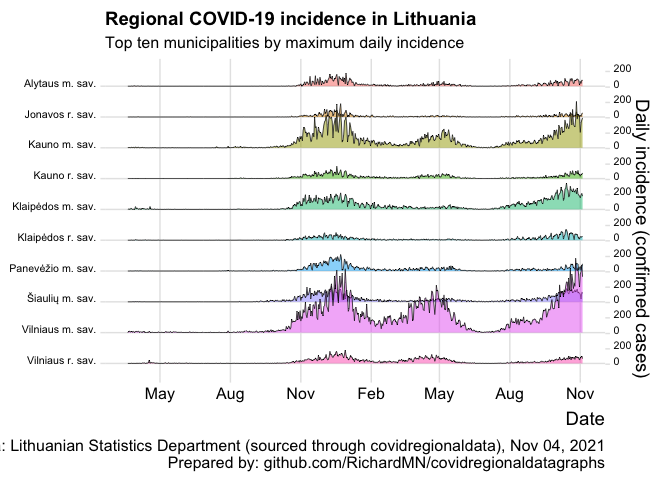 Regional COVID-19 incidence in Lithuania
Top ten municipalities by maximum daily incidence
Alytaus m. sav.
Jonavos m. sav.
Kauno m. sav.
Kauno r. sav.
Klaipėdos m. sav.
Klaipėdos r. sav.
Panevėžio m. sav.
Šiaulių m. sav.
Vilniaus m. sav.
Vilniaus r. sav.
200
0
200
0
200
0
200
0
200
0
200
0
200
0
200
0
200
0
200
0
Daily incidence (confirmed cases)
May Aug Nov Feb May Aug Nov
Date
: Lithuanian Statistics Department (sourced through covidregionaldata), Nov 04, 2021
Prepared by: github.com/RichardMN/covidregionaldatagraphs